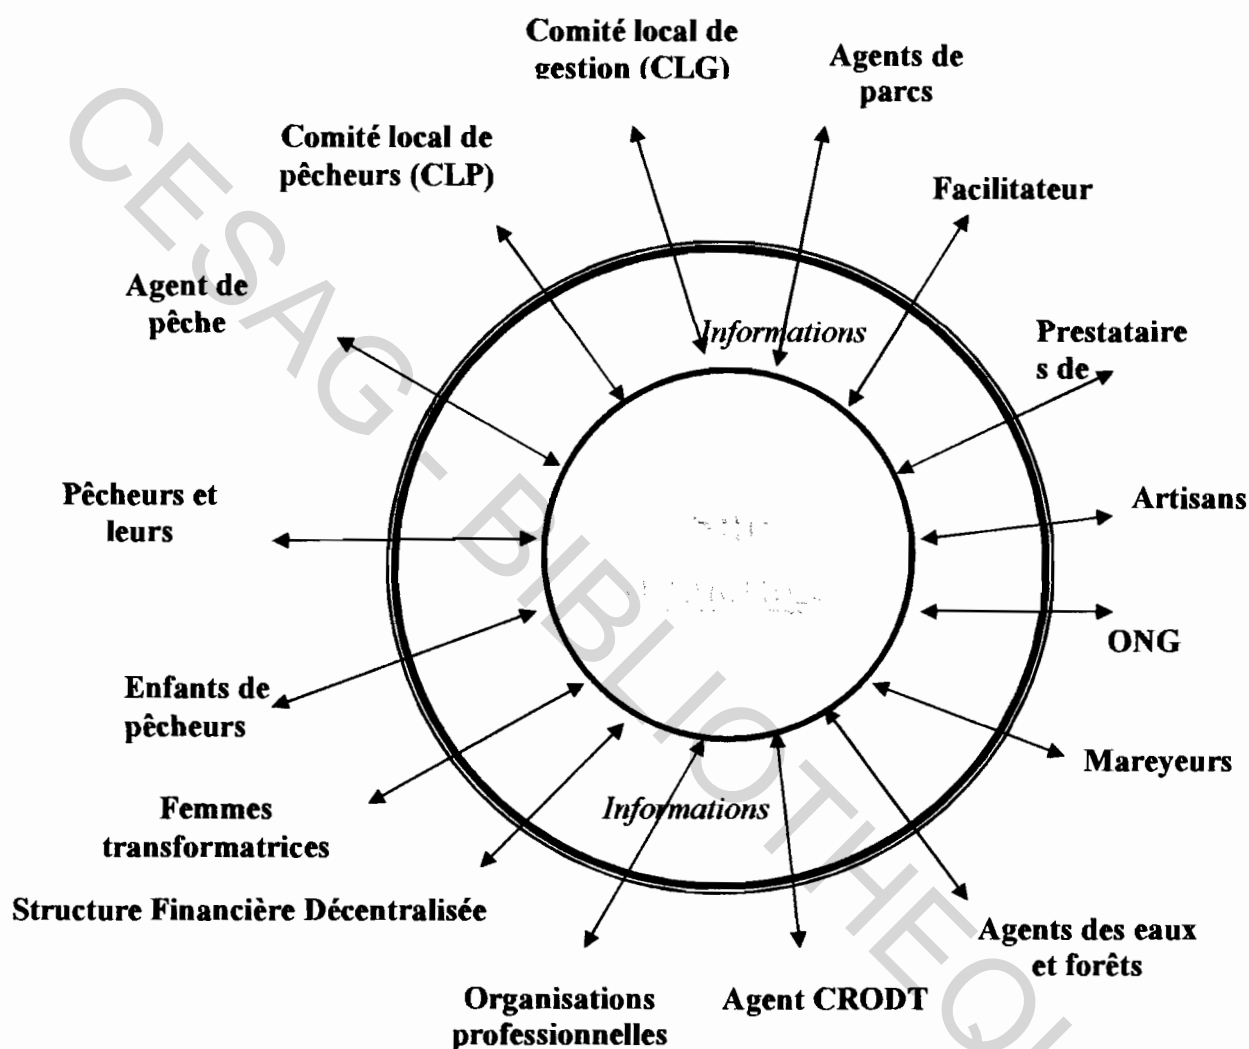 Comité local de
gestion (CLG)
Agents de
parcs
Comité local de
pêcheurs (CLP)
Facilitateur
Agent de
pêche
Informations
Prestataire
s de
Pêcheurs et
leurs
Artisans
ONG
Enfants de
pêcheurs
Mareyeurs
Femmes
transformatrices
Informations
Structure Financière Décentralisée
Agents des eaux
et forêts
Organisations
professionnelles
Agent CRODT
CESAG - BIBLIOTHEQU